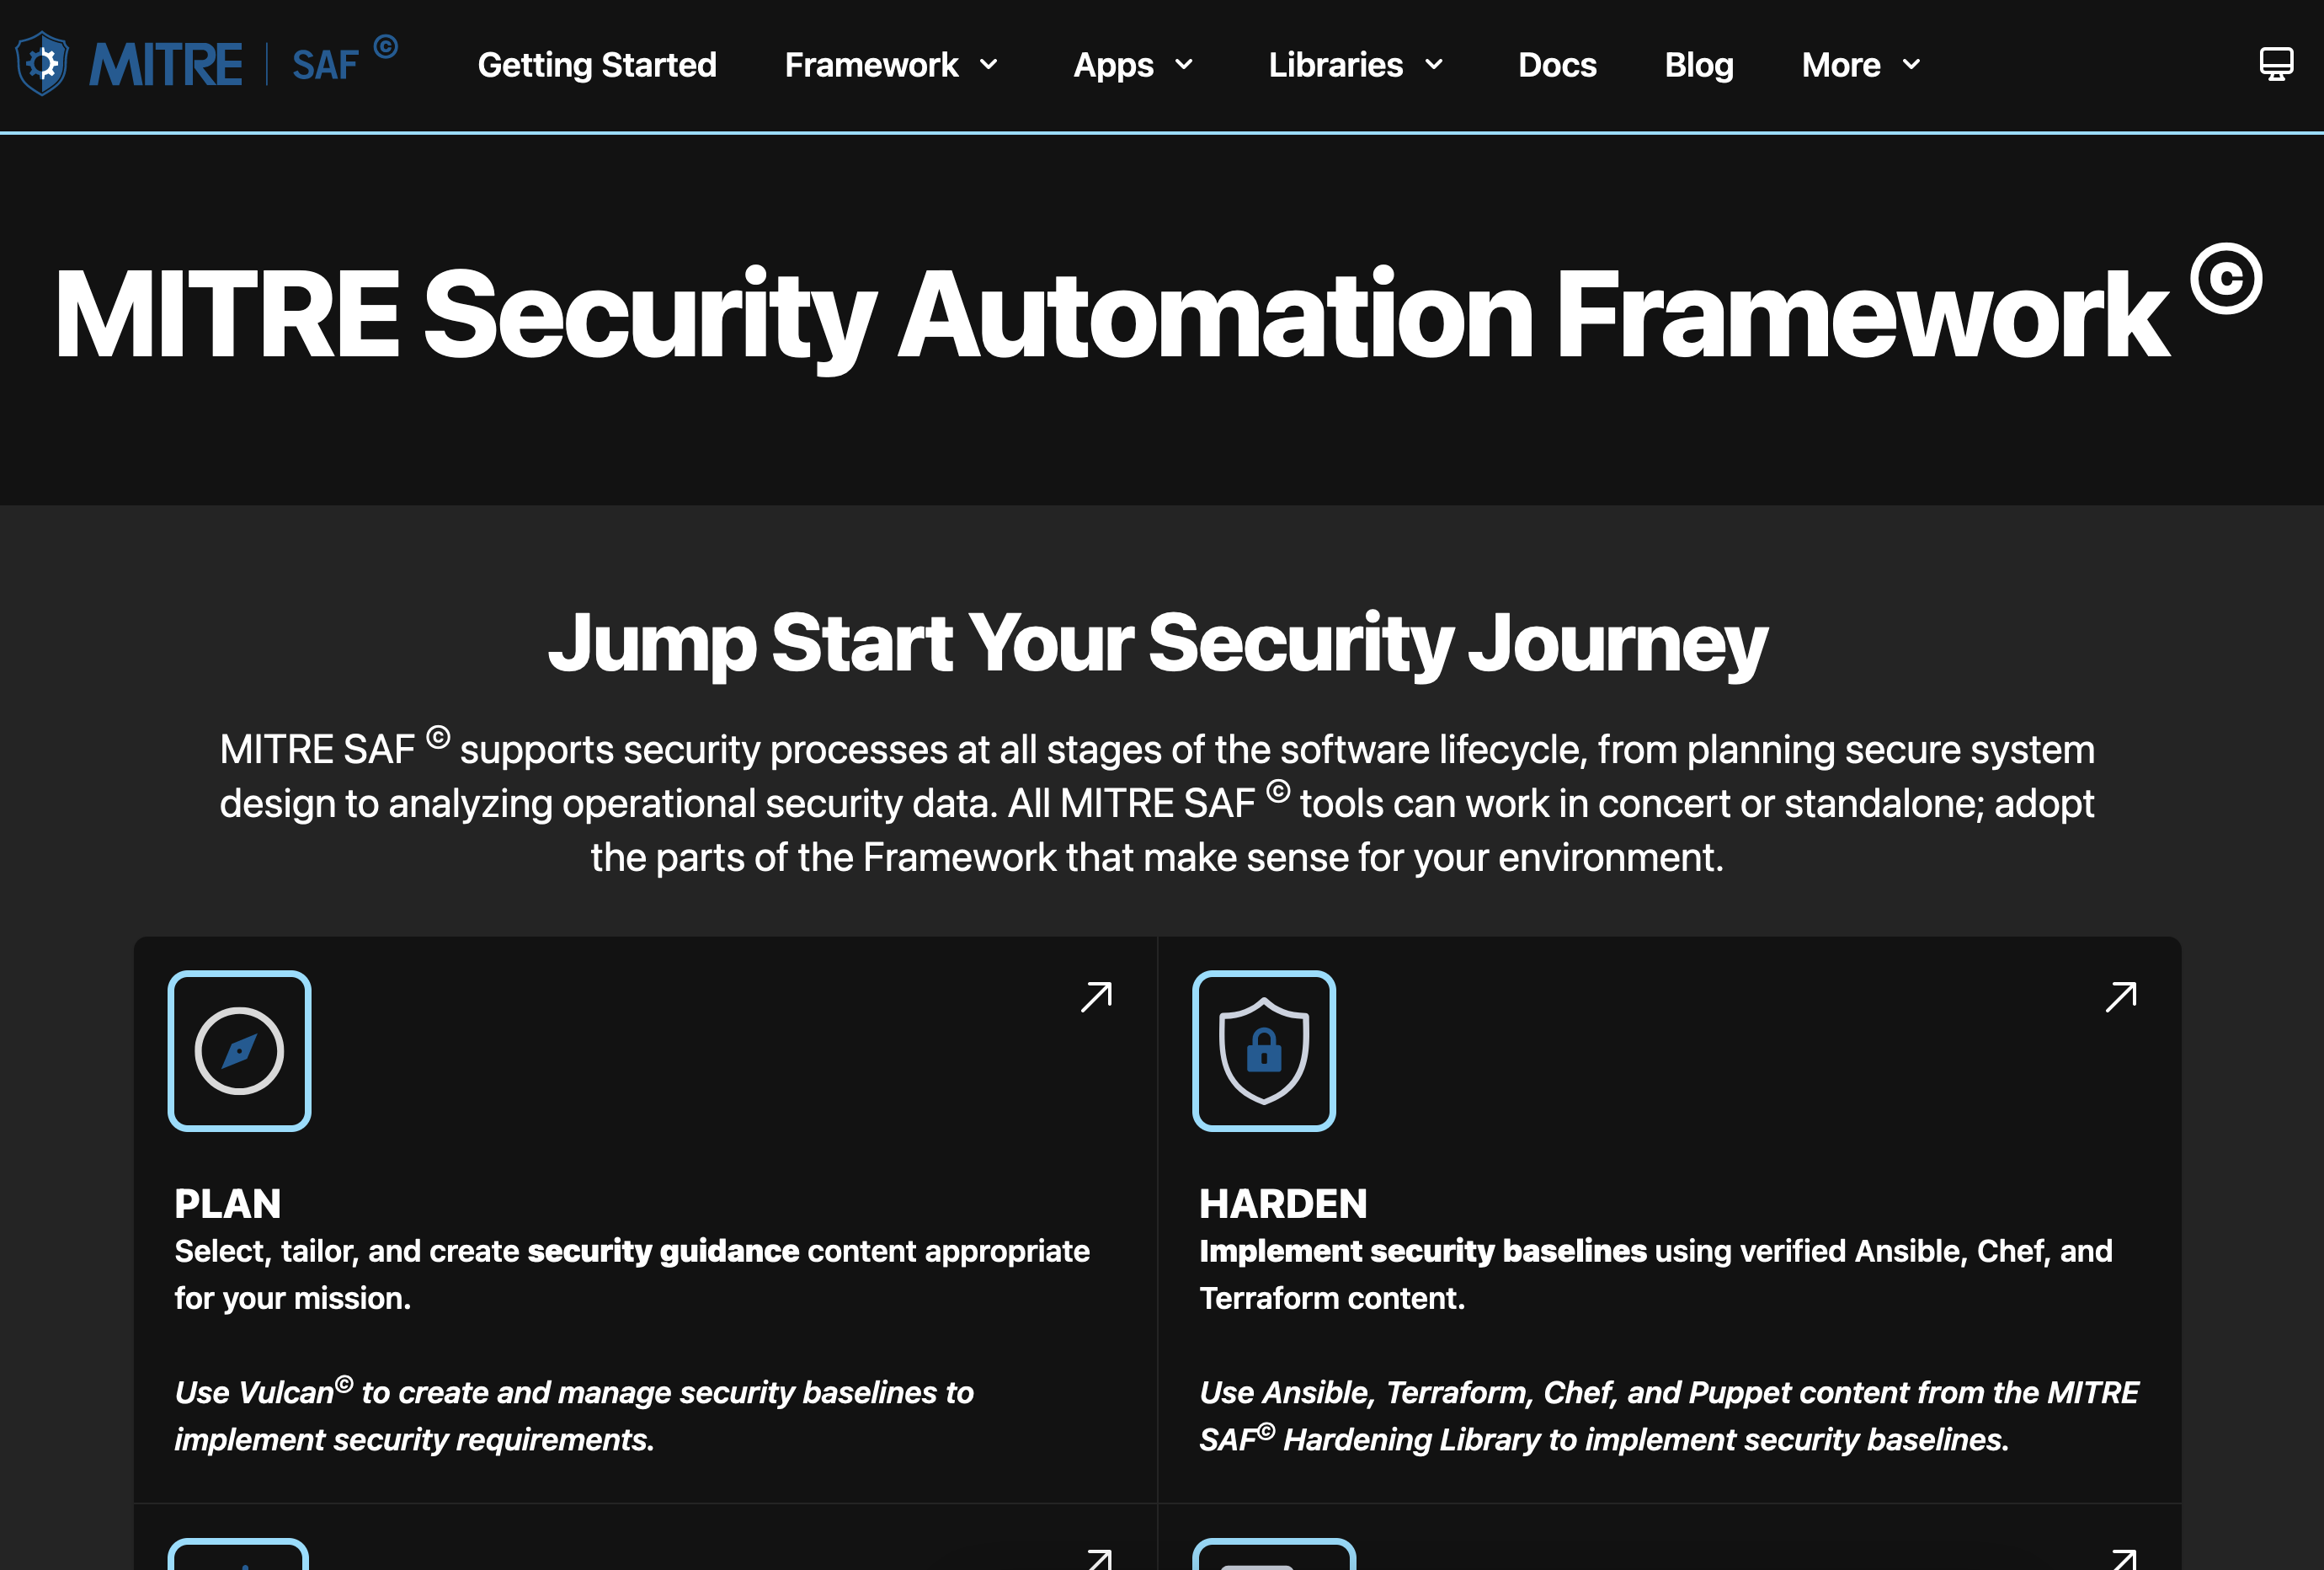 MITRE | SAF © Getting Started Framework Apps Libraries Docs Blog More
MITRE Security Automation Framework ©
Jump Start Your Security Journey
MITRE SAF © supports security processes at all stages of the software lifecycle, from planning secure system
design to analyzing operational security data. All MITRE SAF © tools can work in concert or standalone; adopt
the parts of the Framework that make sense for your environment.
PLAN
Select, tailor, and create security guidance content appropriate
for your mission.
Use Vulcan© to create and manage security baselines to
implement security requirements.
HARDEN
Implement security baselines using verified Ansible, Chef, and
Terraform content.
Use Ansible, Terraform, Chef, and Puppet content from the MITRE
SAF© Hardening Library to implement security baselines.